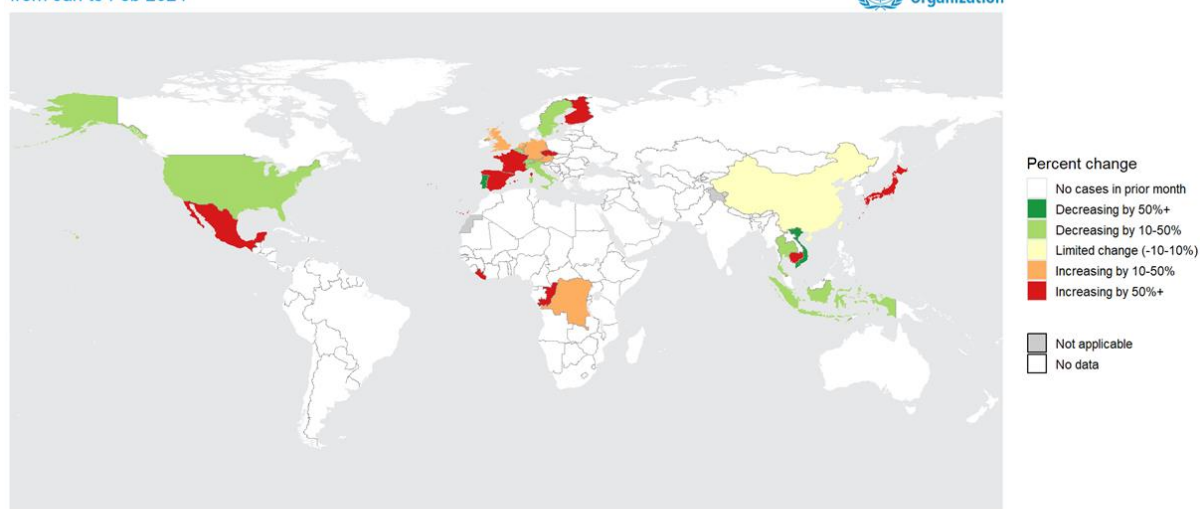 Organization
Percent change
No cases in prior month
Decreasing by 50%+
Decreasing by 10-50%
Limited change (-10-10%)
Increasing by 10-50%
Increasing by 50%+
Not applicable
No data